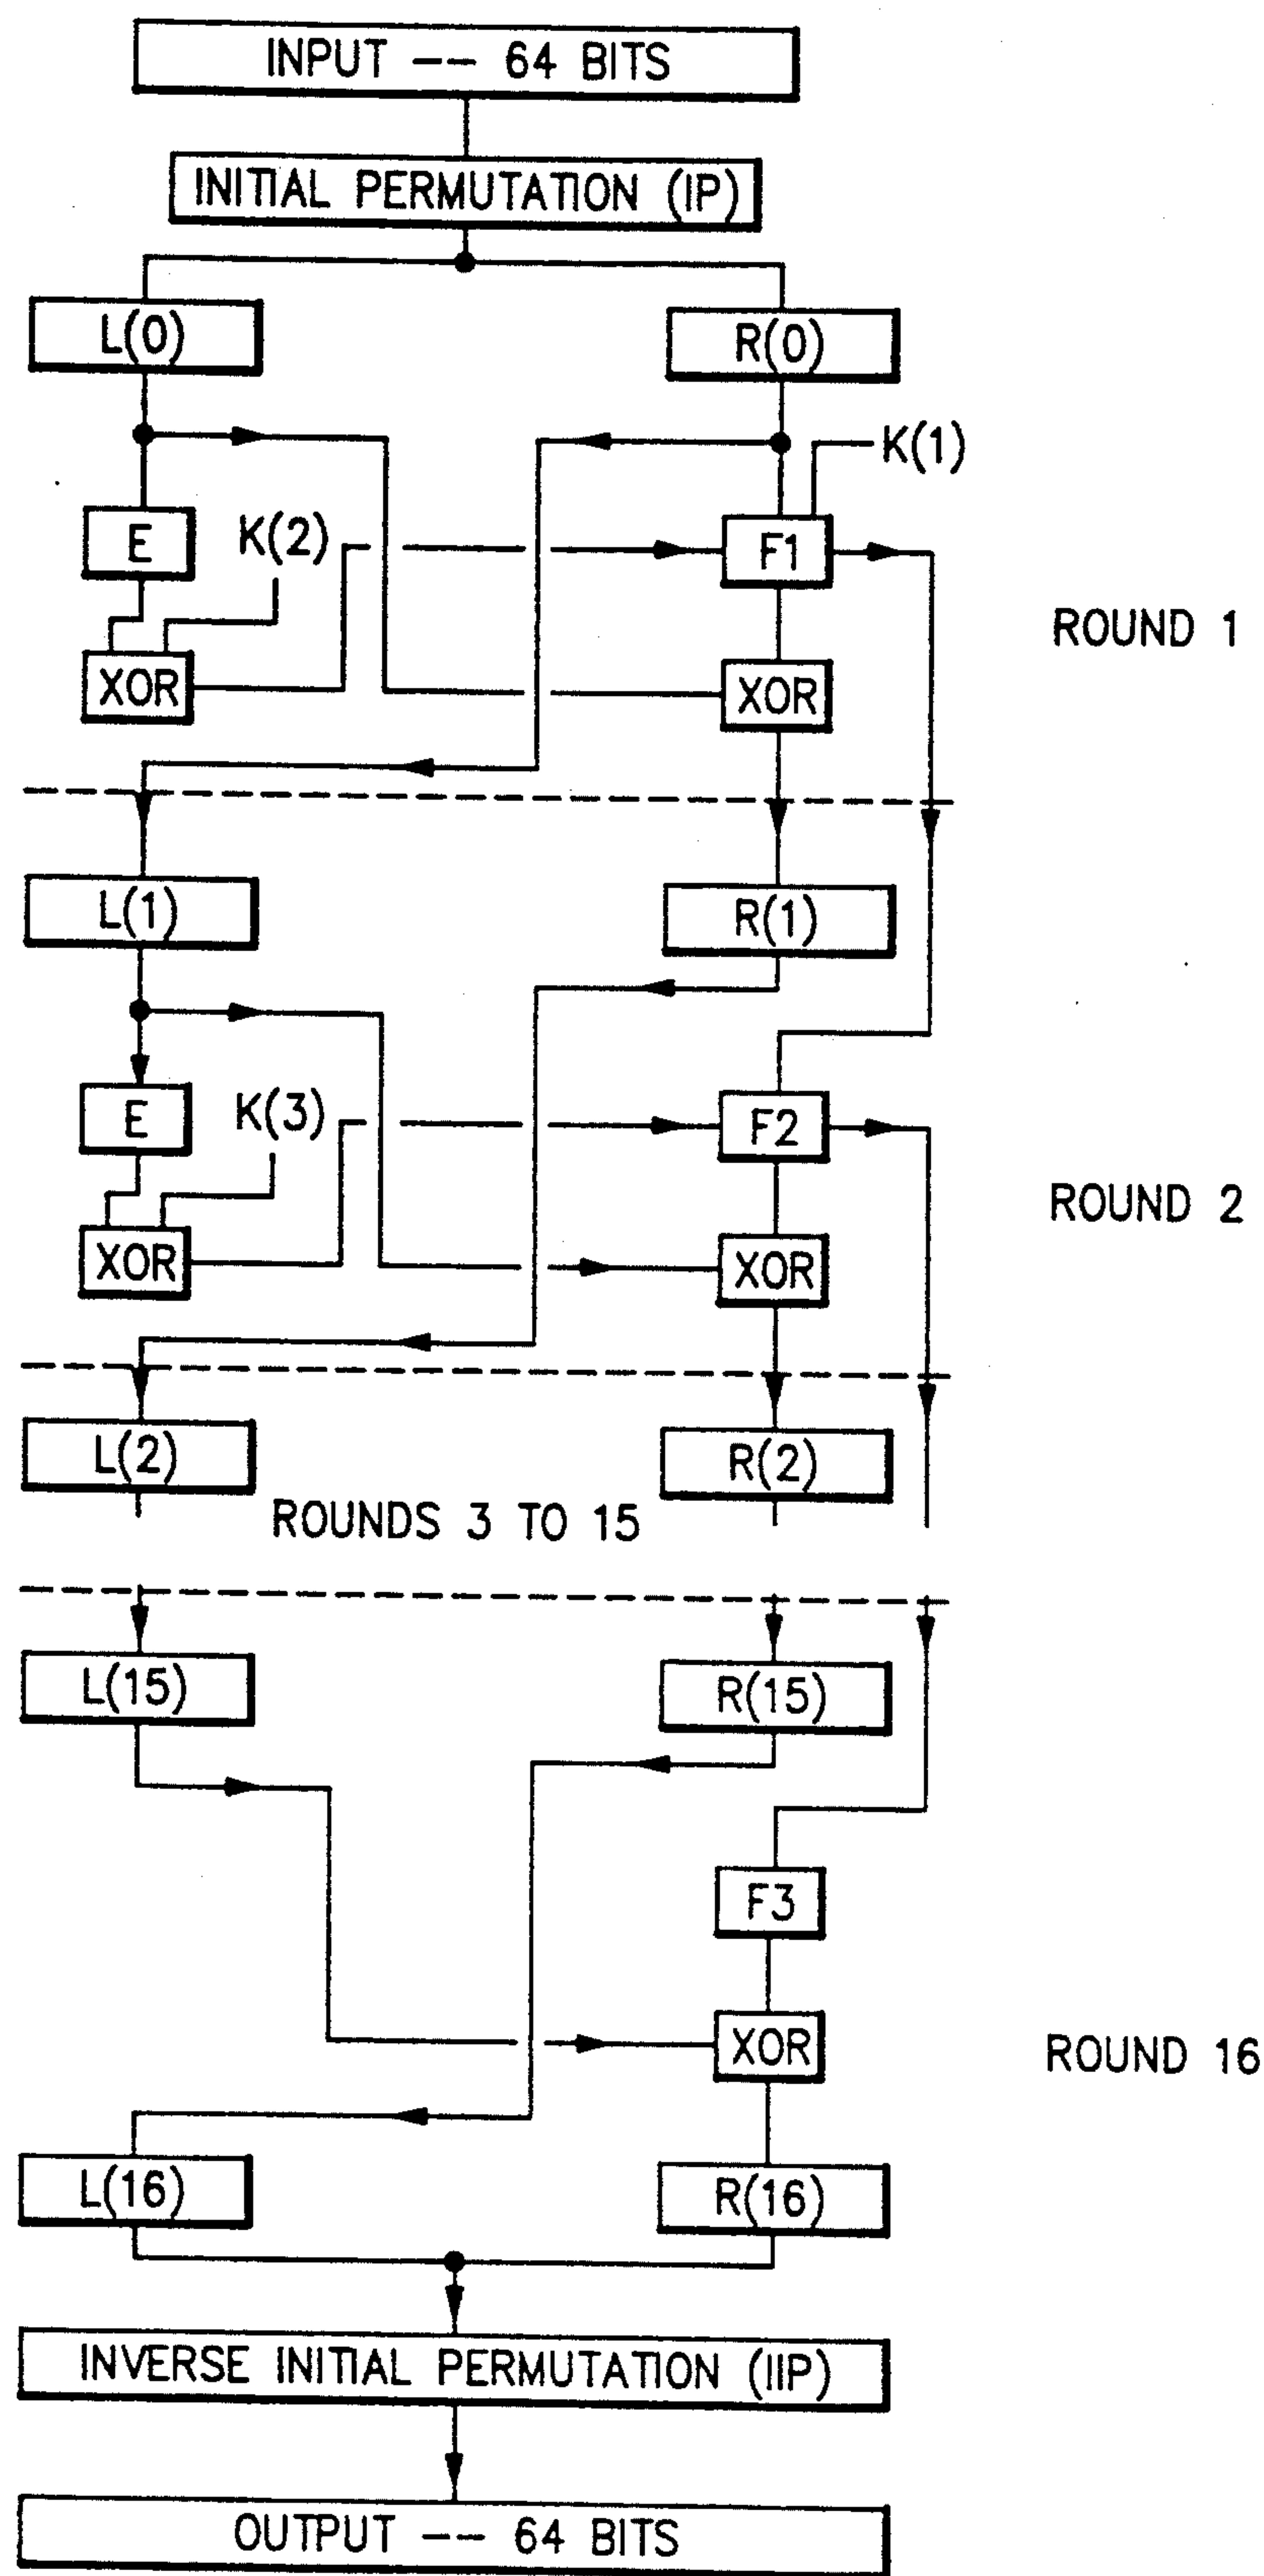 INPUT -- 64 BITS
INITIAL PERMUTATION (IP)
L(0)
R(0)
K(1)
E
K(2)
F1
ROUND 1
XOR
XOR
L(1)
R(1)
E
K(3)
F2
ROUND 2
XOR
XOR
L(2)
R(2)
ROUNDS 3 TO 15
L(15)
R(15)
F3
XOR
ROUND 16
L(16)
R(16)
INVERSE INITIAL PERMUTATION (IIP)
OUTPUT -- 64 BITS